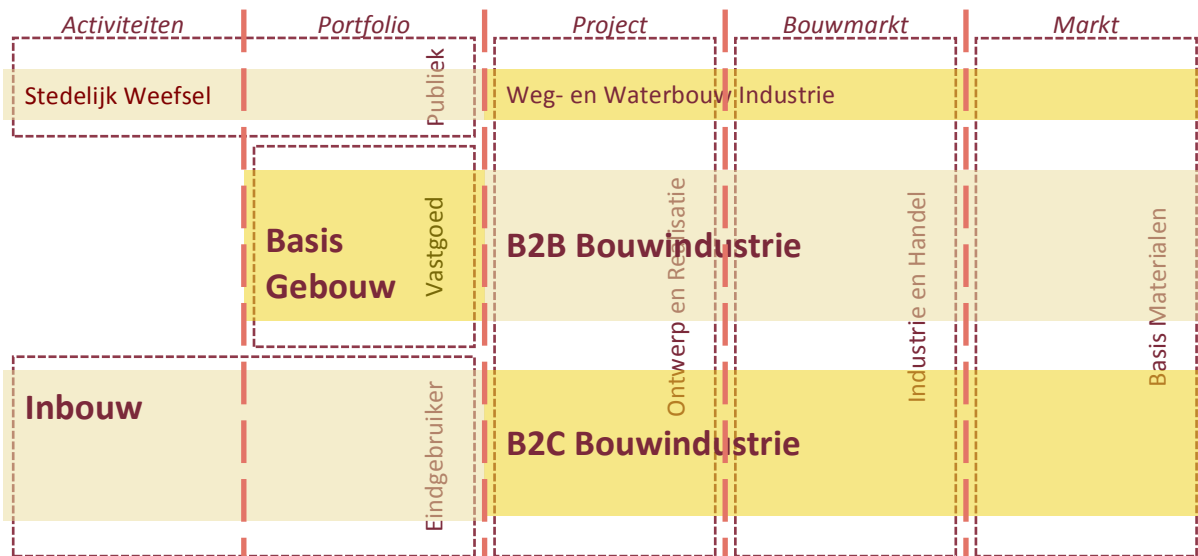 Activiteiten
Portfolio
Project
Bouwmarkt
Markt
Stedelijk Weefsel
Publiek
Weg- en Waterbouw Industrie
Basis
Gebouw
Vastgoed
B2B Bouwindustrie
Ontwerp en Realisatie
Industrie en Handel
Basis Materialen
Inbouw
Eindgebruiker
B2C Bouwindustrie